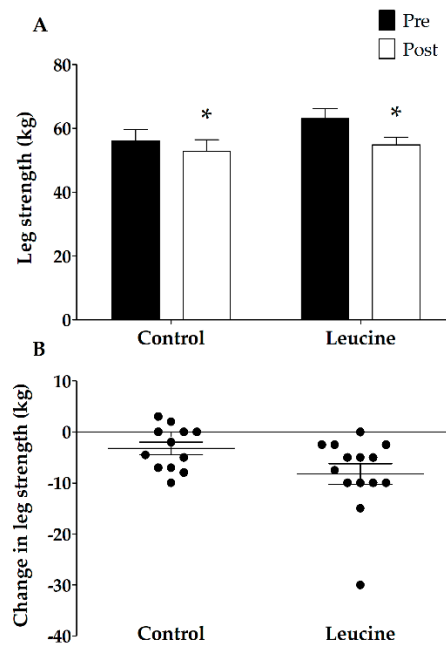 A
Pre
Post
Leg strength (kg)
80
60
40
20
0
*
*
Control
Leucine
B
Change in leg strength (kg)
10
0
-10
-20
-30
-40
Control
Leucine